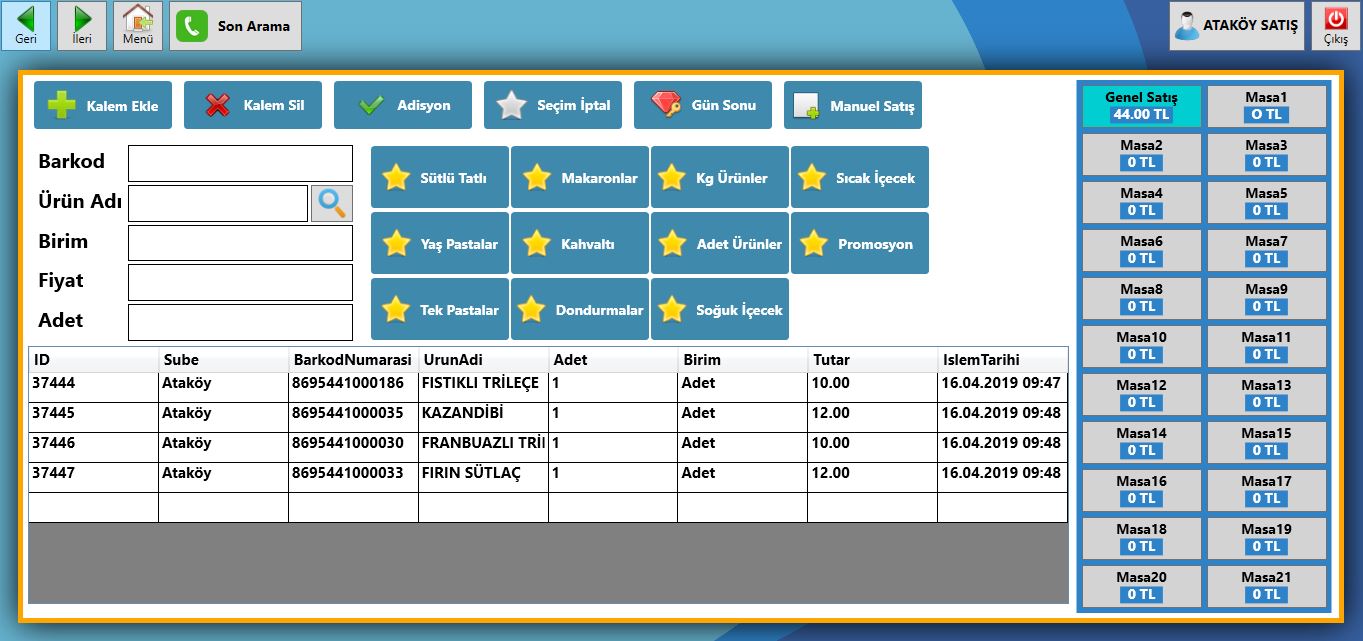 Geri
İleri
Menü
Son Arama
ATAKÖY SATIŞ
Çıkış
Kalem Ekle
Kalem Sil
Adisyon
Seçim İptal
Gün Sonu
Manuel Satış
Barkod
Ürün Adı
Birim
Fiyat
Adet
Sütlü Tatlı
Makaronlar
Kg Ürünler
Sıcak İçecek
Yaş Pastalar
Kahvaltı
Adet Ürünler
Promosyon
Tek Pastalar
Dondurmalar
Soğuk İçecek
ID Sube BarkodNumarasi UrunAdi Adet Birim Tutar IslemTarihi
37444 Ataköy 8695441000186 FISTIKLI TRİLEÇE 1 Adet 10.00 16.04.2019 09:47
37445 Ataköy 8695441000035 KAZANDİBİ 1 Adet 12.00 16.04.2019 09:48
37446 Ataköy 8695441000030 FRANBUAZLI TRİ 1 Adet 10.00 16.04.2019 09:48
37447 Ataköy 8695441000033 FIRIN SÜTLAÇ 1 Adet 12.00 16.04.2019 09:48
Genel Satış
44.00 TL
Masa1
O TL
Masa2
0 TL
Masa3
0 TL
Masa4
0 TL
Masa5
0 TL
Masa6
0 TL
Masa7
0 TL
Masa8
0 TL
Masa9
0 TL
Masa10
0 TL
Masa11
0 TL
Masa12
0 TL
Masa13
0 TL
Masa14
0 TL
Masa15
0 TL
Masa16
0 TL
Masa17
0 TL
Masa18
0 TL
Masa19
0 TL
Masa20
0 TL
Masa21
0 TL